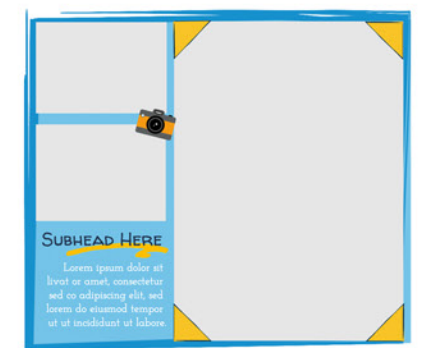 Subhead Here
Lorem ipsum dolor sit
livat or amet, consectetur
sed co adipiscing elit, sed
lorem do eiusmod tempor
ut ut incididunt ut labore.